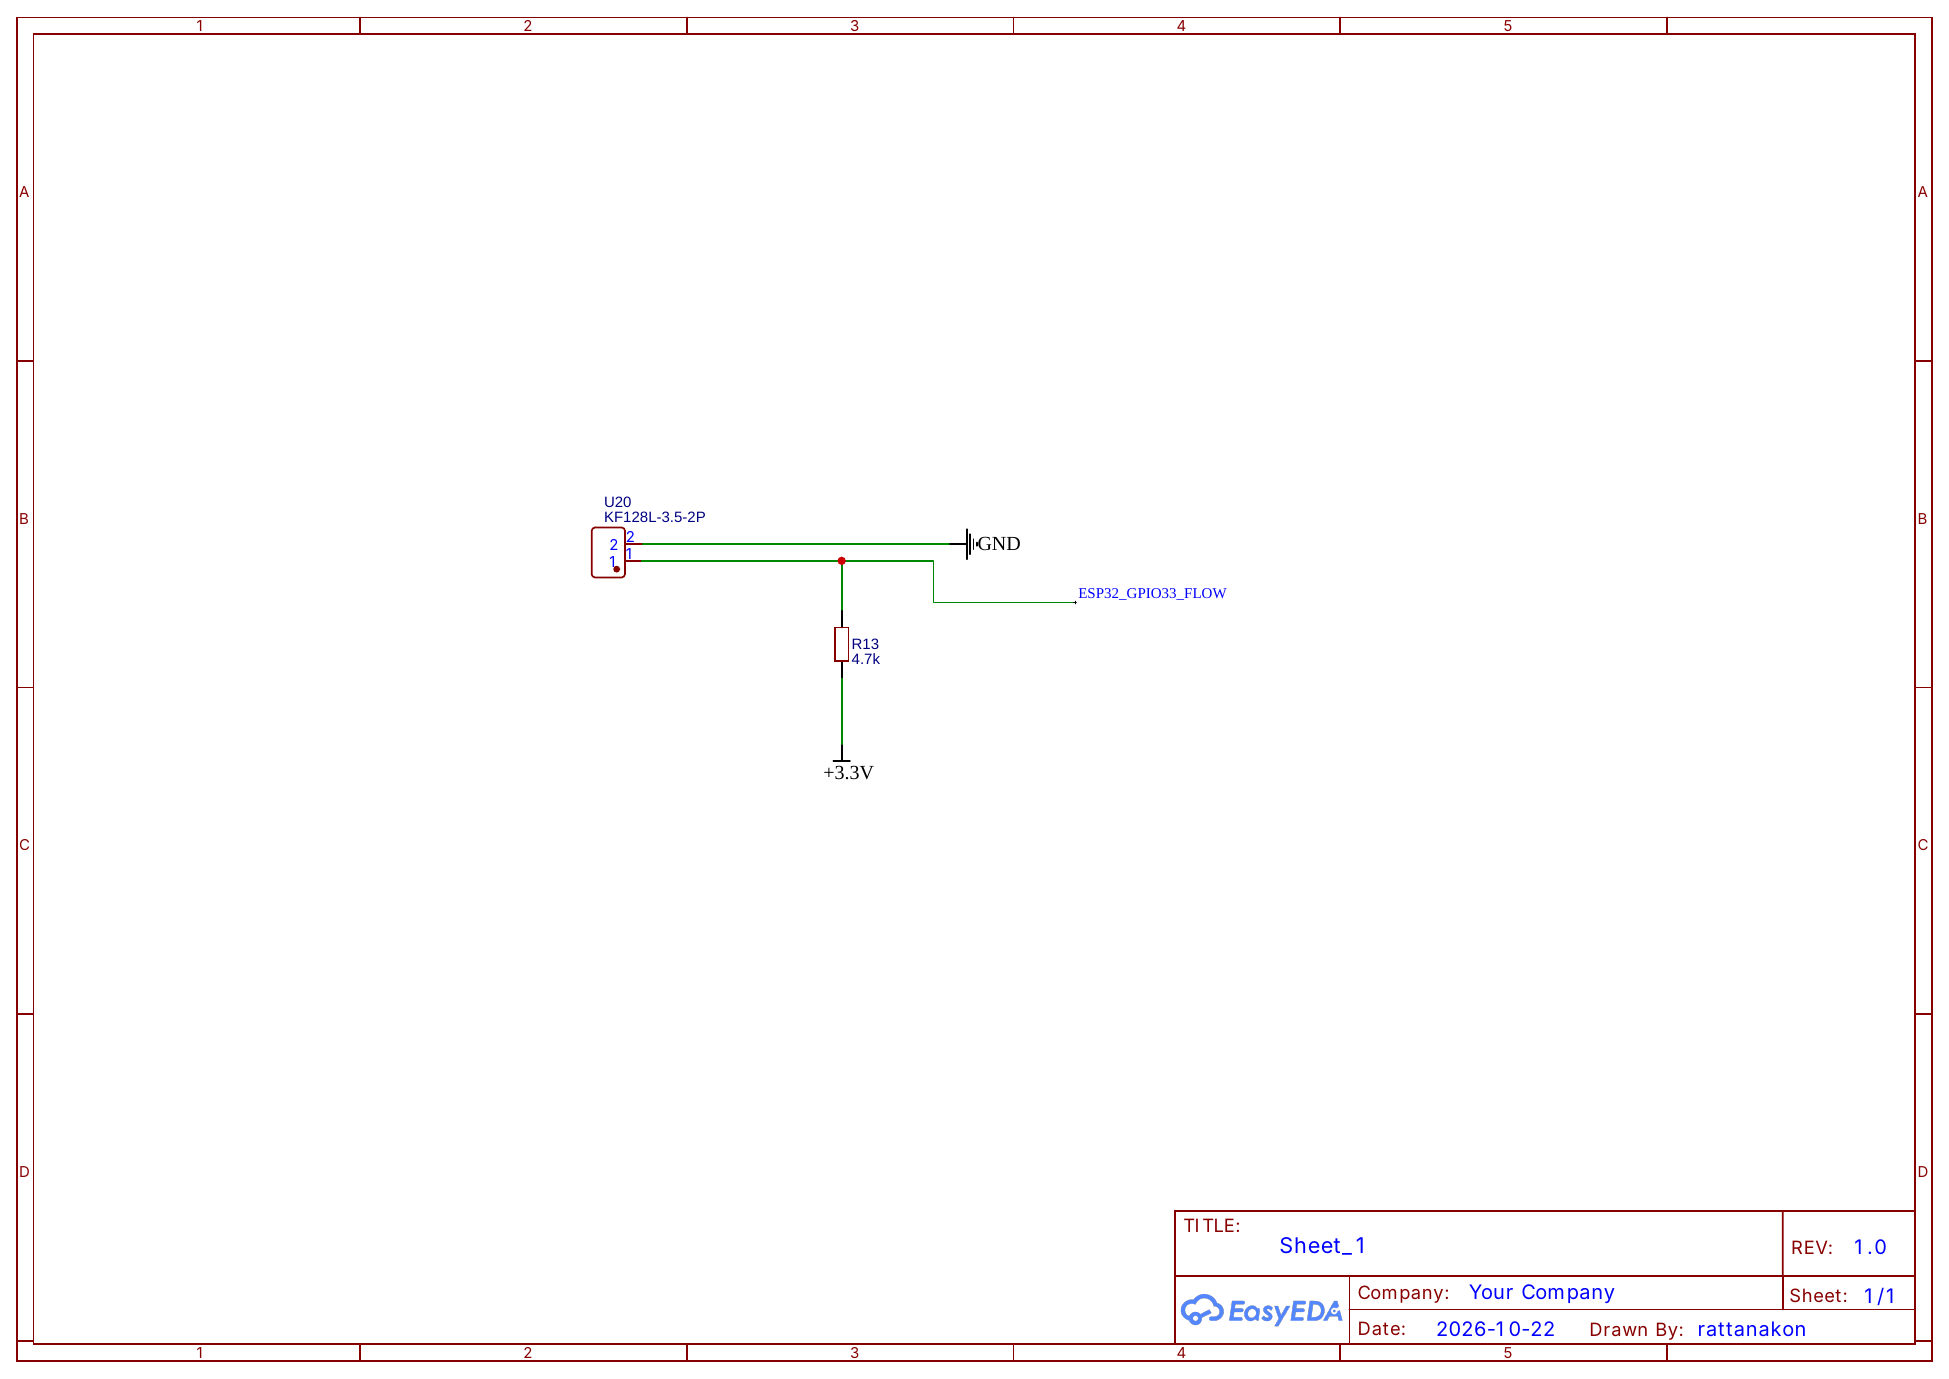 1 2 3 4 5
A A
U20
KF128L-3.5-2P
B B
2 2
1 1
GND
ESP32_GPIO33_FLOW
R13
4.7k
+3.3V
C C
D D
TITLE:
Sheet_1
REV: 1.0
EasyEDA
Company: Your Company
Sheet: 1/1
Date: 2026-10-22 Drawn By: rattanakon
1 2 3 4 5